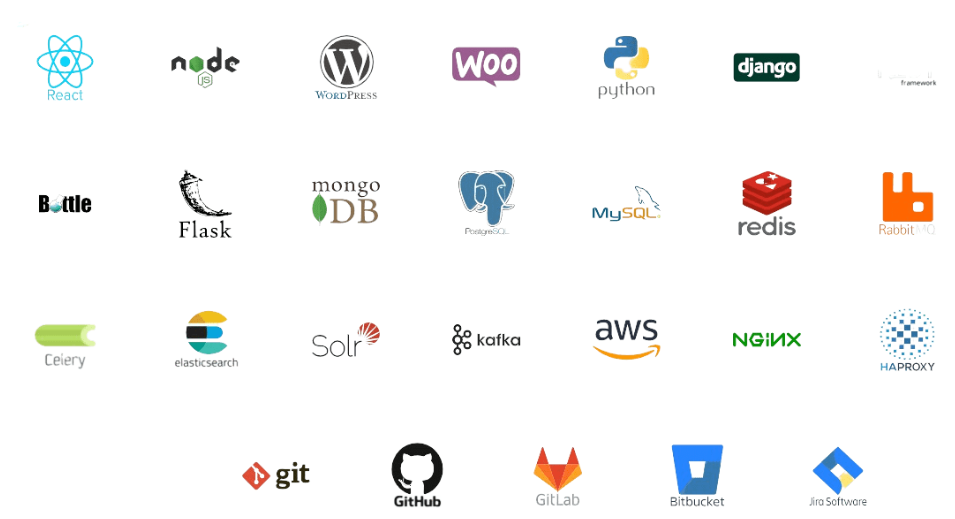 React
node
JS
WORDPRESS
WOO
python
django
framework
Bottle
Flask
mongo
DB
PostgreSQL
MySQL
redis
Rabbit
Celery
elasticsearch
Solr
kafka
aws
NGINX
HAPROXY
git
GitHub
GitLab
Bitbucket
Jira Software